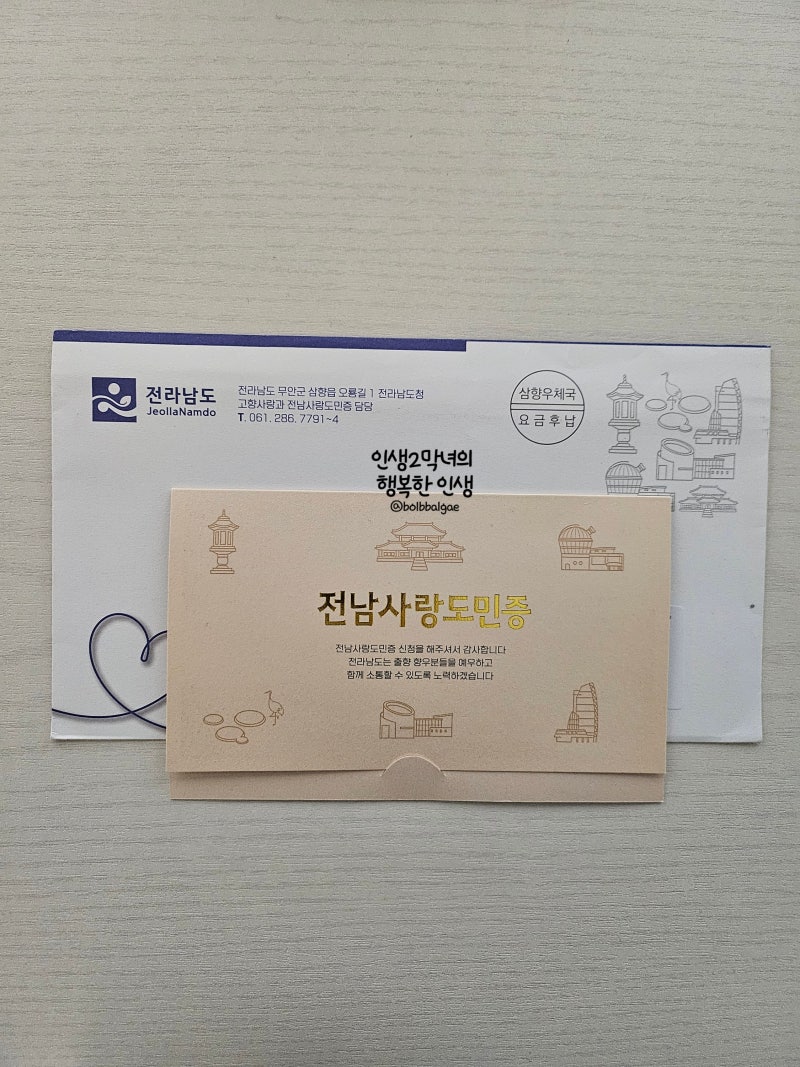 전라남도
JeollaNamdo
전라남도 무안군 삼향읍 오룡길 1 전라남도청
고향사랑과 전남사랑도민증 담당
T. 061. 286. 7791~4
삼향우체국
요금후납
인생2막녀의
행복한 인생
@bolbbalgae
전남사랑도민증
전남사랑도민증 신청을 해주셔서 감사합니다
전라남도는 출향 향우분들을 예우하고
함께 소통할 수 있도록 노력하겠습니다